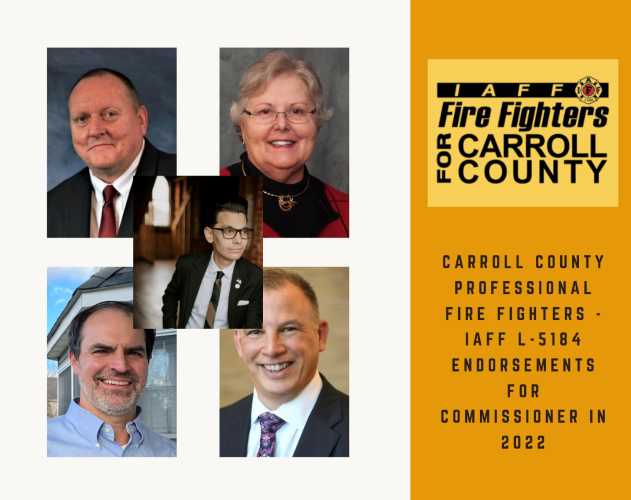 IAFF
Fire Fighters
FOR CARROLL
COUNTY
CARROLL COUNTY
PROFESSIONAL
FIRE FIGHTERS -
IAFF L-5184
ENDORSEMENTS
FOR
COMMISSIONER IN
2022